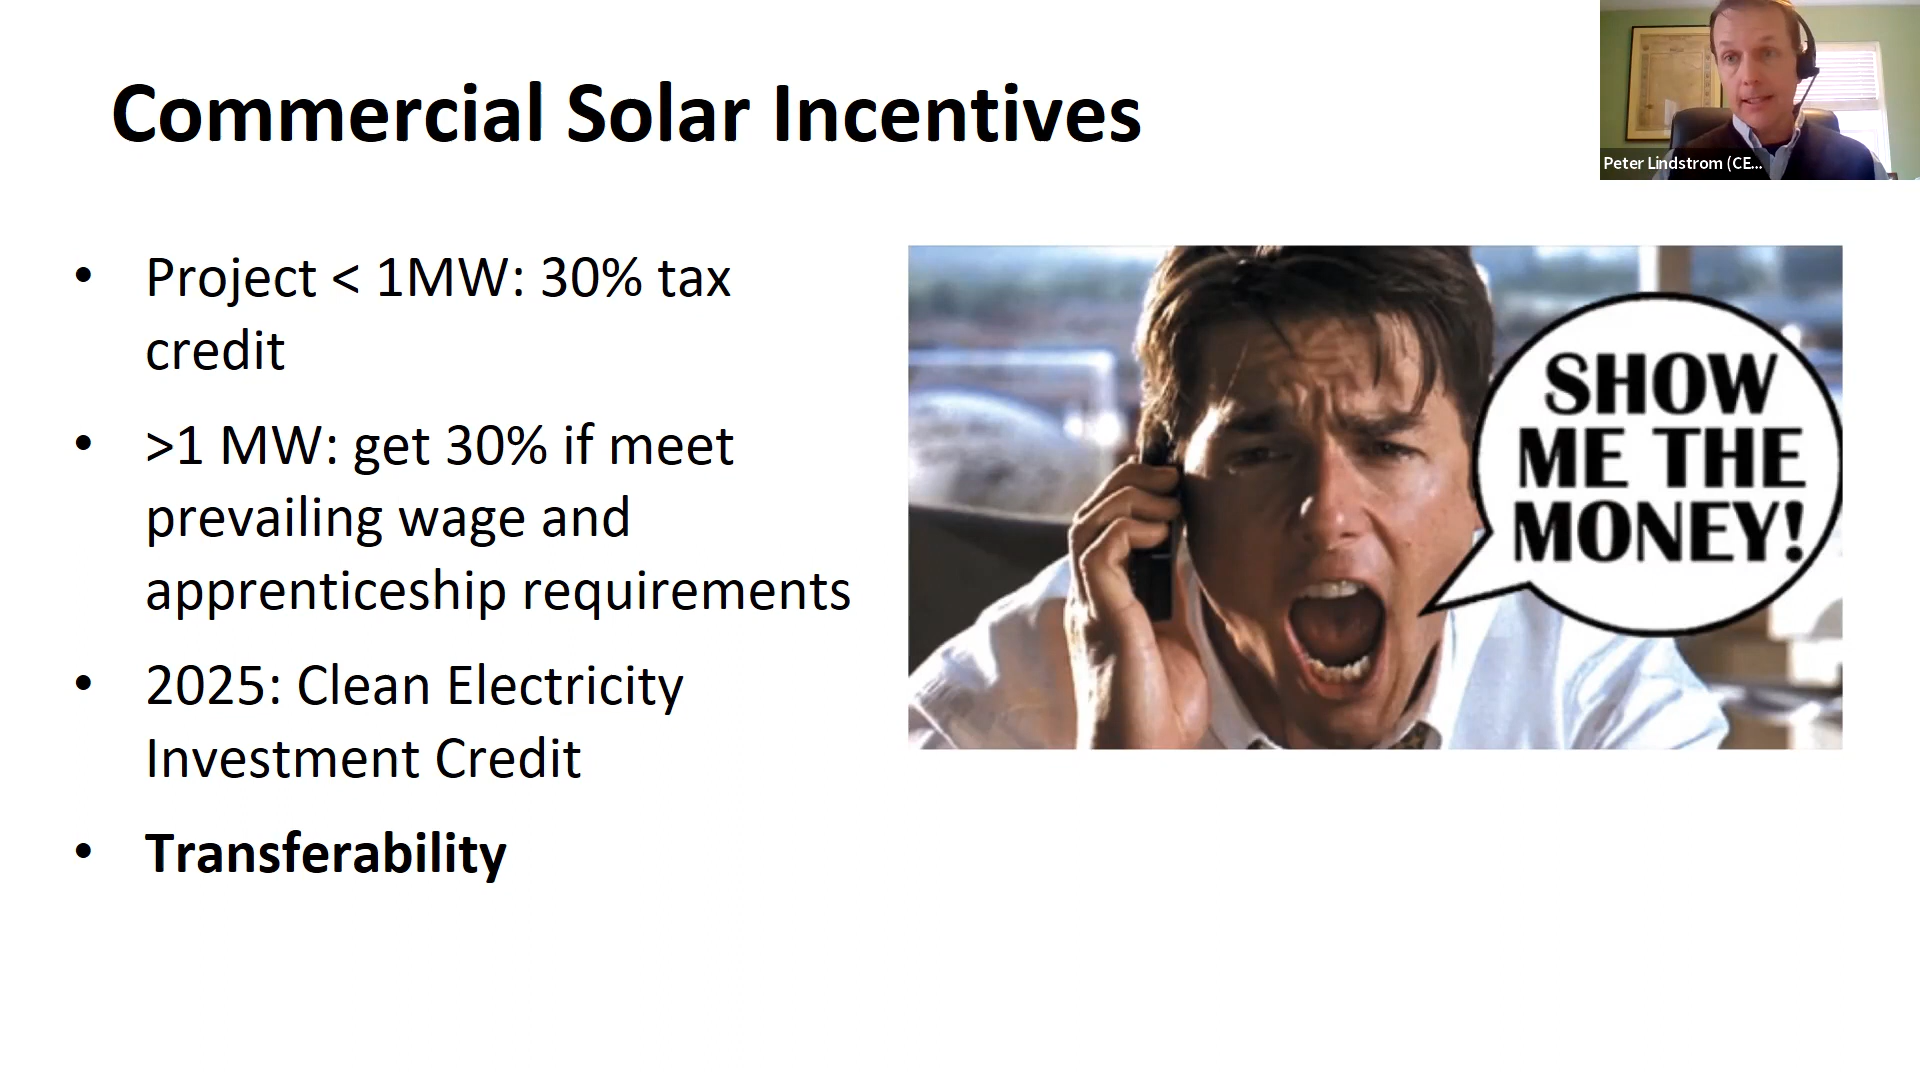 Commercial Solar Incentives
Peter Lindstrom (CE...
• Project < 1MW: 30% tax
credit
• >1 MW: get 30% if meet
prevailing wage and
apprenticeship requirements
• 2025: Clean Electricity
Investment Credit
• Transferability
SHOW
ME THE
MONEY!